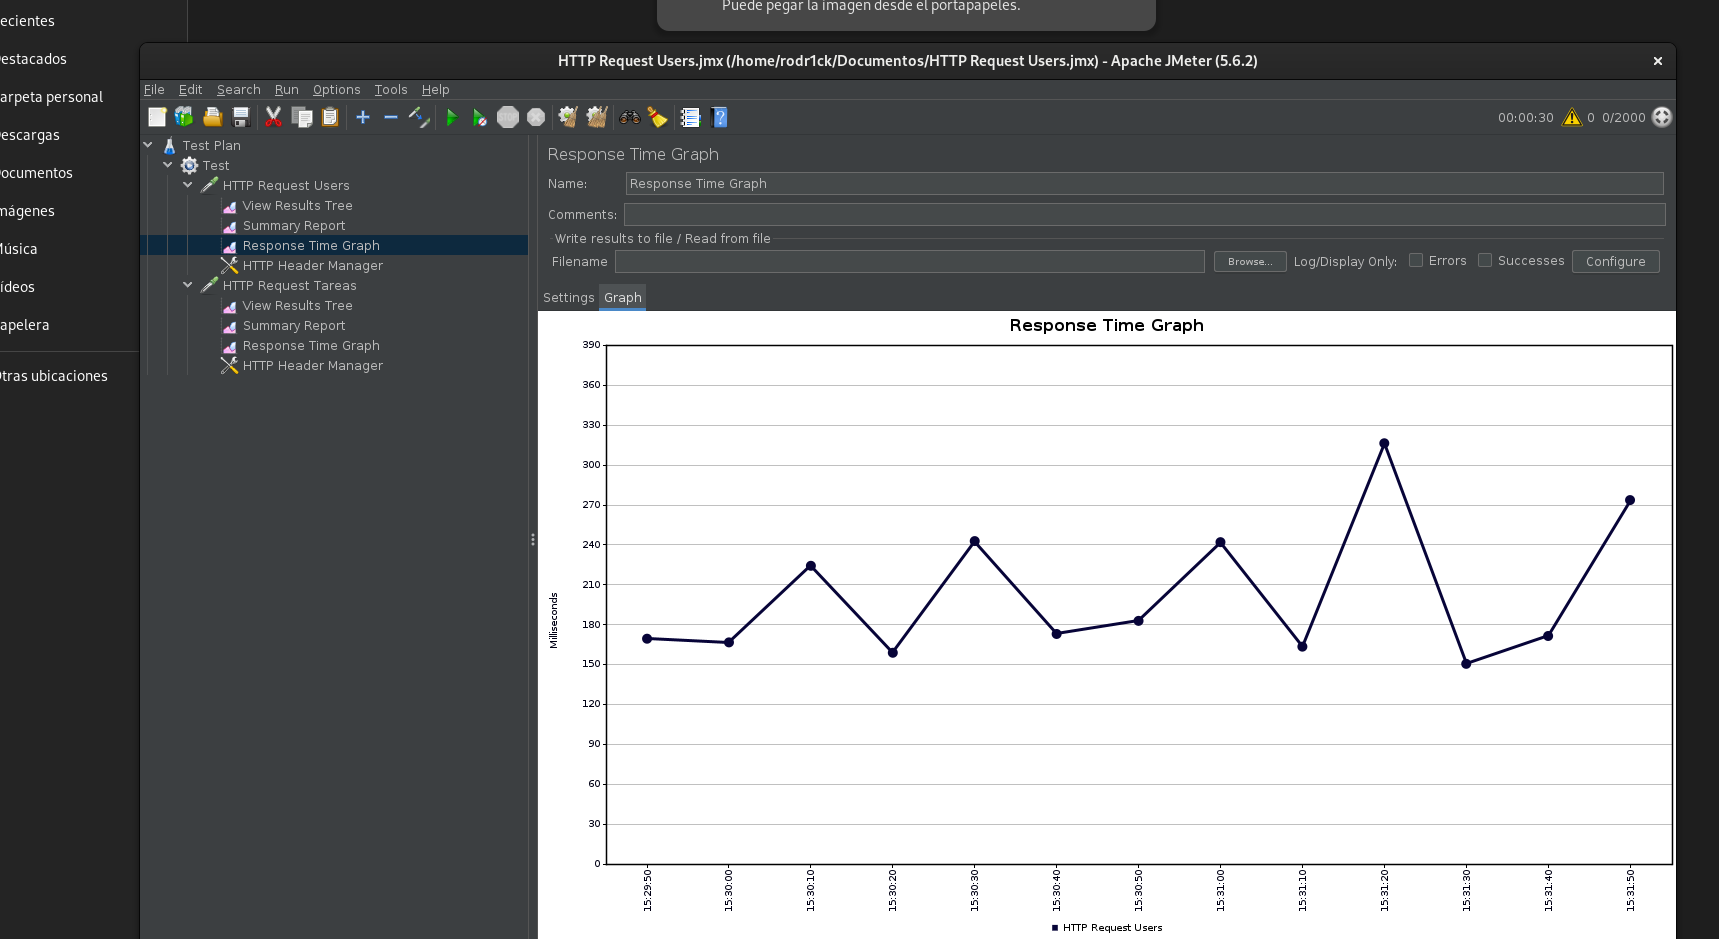 Puede pegar la imagen desde el portapapeles.
ecientes
estacados
arpeta personal
escargas
ocumentos
mágenes
úsica
ídeos
apelera
tras ubicaciones
HTTP Request Users.jmx (/home/rodr1ck/Documentos/HTTP Request Users.jmx) - Apache JMeter (5.6.2)
×
File Edit Search Run Options Tools Help
00:00:30 0 0/2000
Test Plan
Test
HTTP Request Users
View Results Tree
Summary Report
Response Time Graph
HTTP Header Manager
HTTP Request Tareas
View Results Tree
Summary Report
Response Time Graph
HTTP Header Manager
Response Time Graph
Name: Response Time Graph
Comments:
Write results to file / Read from file
Filename Browse... Log/Display Only: Errors Successes Configure
Settings Graph
Response Time Graph
390
360
330
300
270
240
210
180
150
120
90
60
30
0
Milliseconds
15:29:50
15:30:00
15:30:10
15:30:20
15:30:30
15:30:40
15:30:50
15:31:00
15:31:10
15:31:20
15:31:30
15:31:40
15:31:50
HTTP Request Users